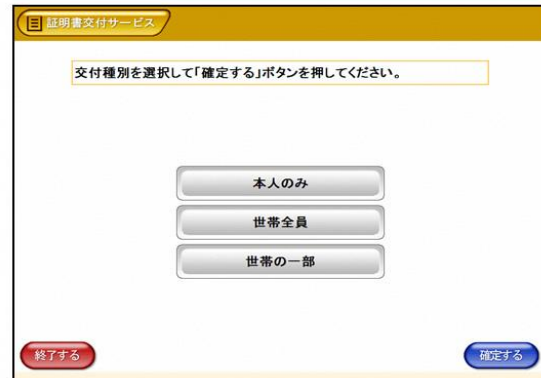 証明書交付サービス
交付種別を選択して「確定する」ボタンを押してください。
本人のみ
世帯全員
世帯の一部
終了する
確定する